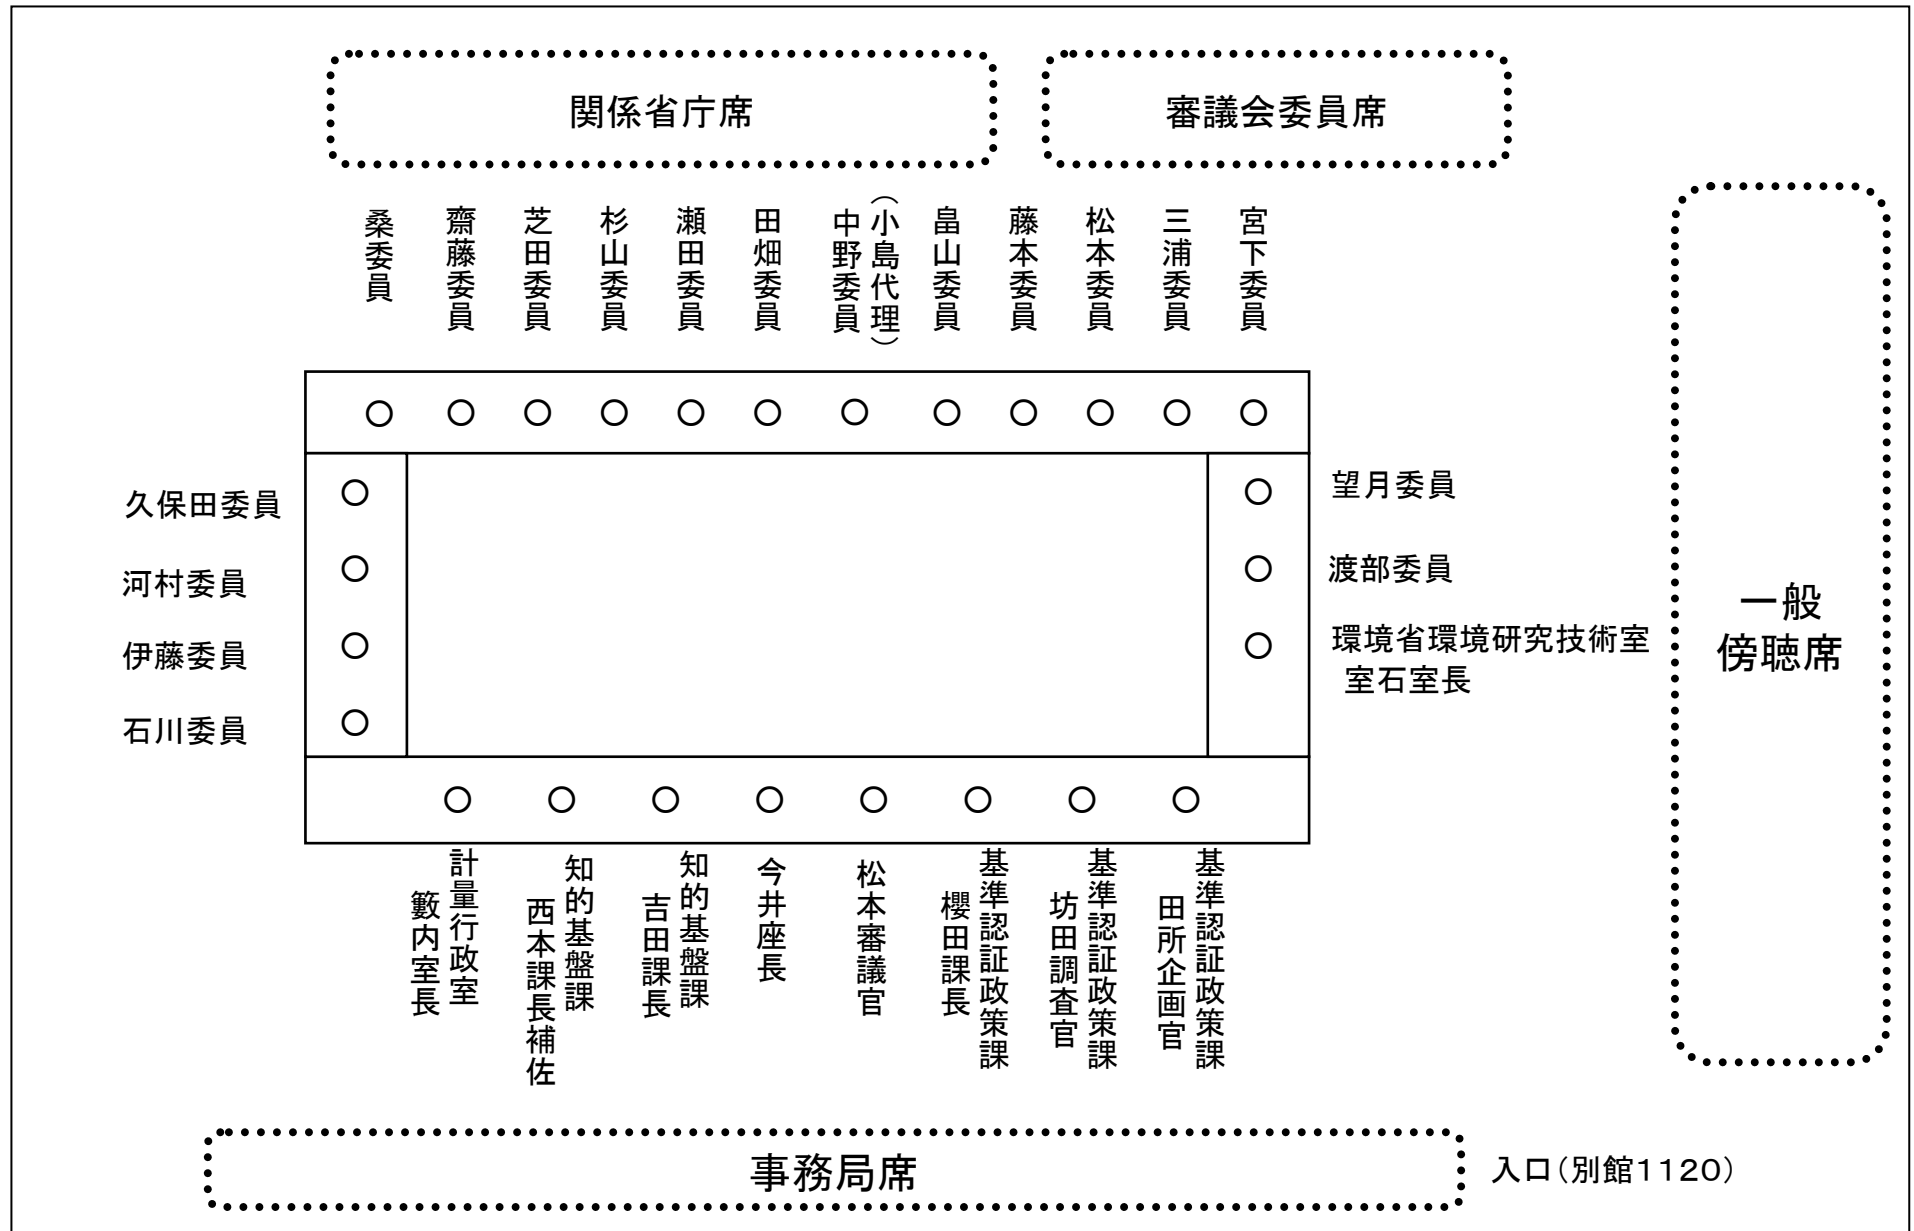 関係省庁席
審議会委員席
桑委員
齋藤委員
芝田委員
杉山委員
瀬田委員
田畑委員
中野委員
（小島代理）
畠山委員
藤本委員
松本委員
三浦委員
宮下委員
久保田委員
河村委員
伊藤委員
石川委員
望月委員
渡部委員
環境省環境研究技術室
室石室長
一般
傍聴席
計量行政室
籔内室長
知的基盤課
西本課長補佐
知的基盤課
吉田課長
今井座長
松本審議官
基準認証政策課
櫻田課長
基準認証政策課
坊田調査官
基準認証政策課
田所企画官
事務局席
入口（別館１１２０）